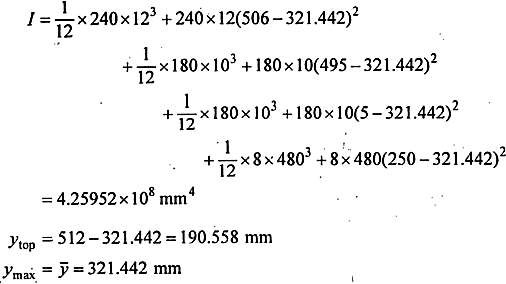 I = 1/12 × 240 × 12³ + 240 × 12(506 − 321.442)²
+ 1/12 × 180 × 10³ + 180 × 10(495 − 321.442)²
+ 1/12 × 180 × 10³ + 180 × 10(5 − 321.442)²
+ 1/12 × 8 × 480³ + 8 × 480(250 − 321.442)²
= 4.25952 × 10⁸ mm⁴
y_top = 512 − 321.442 = 190.558 mm
y_max = ȳ = 321.442 mm